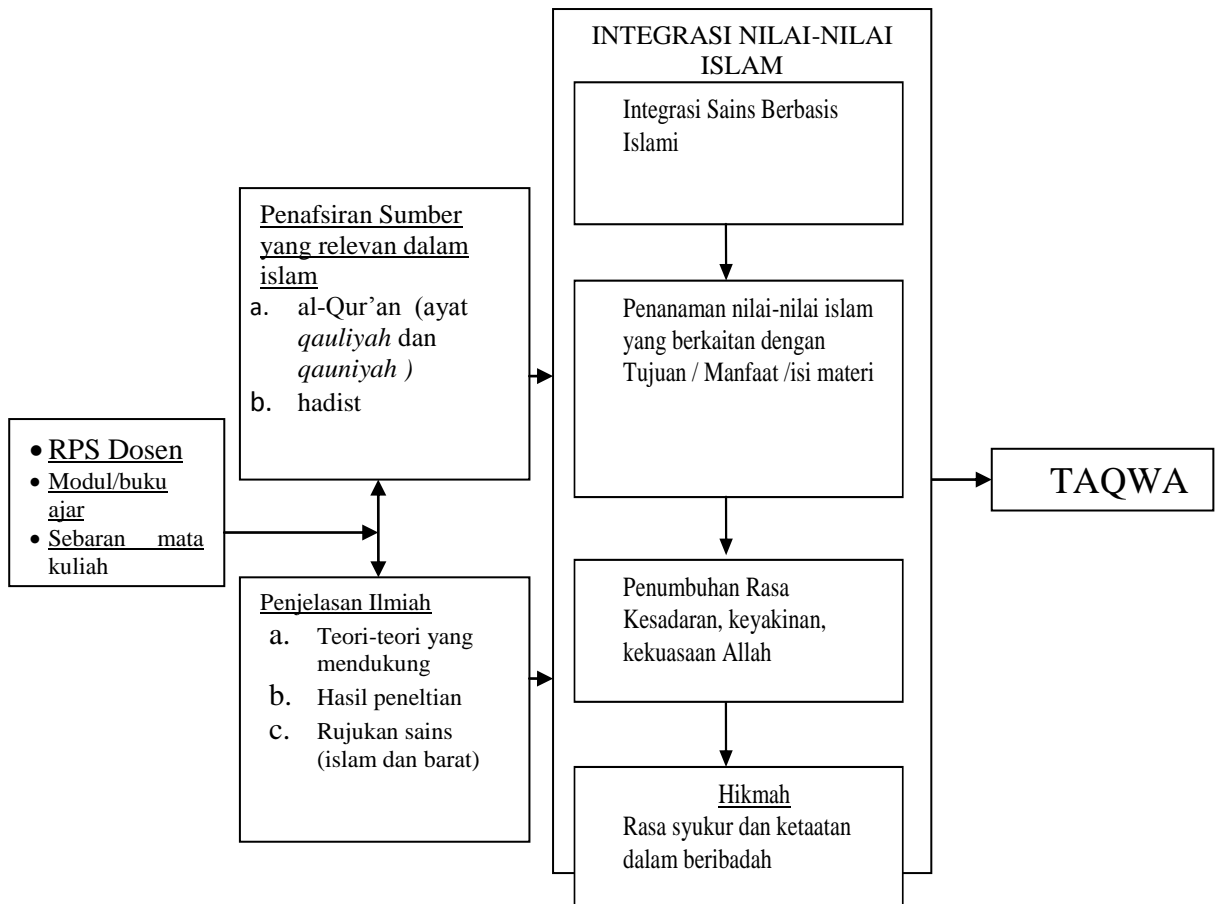 • RPS Dosen
• Modul/buku
ajar
• Sebaran mata
kuliah
Penafsiran Sumber
yang relevan dalam
islam
a. al-Qur’an (ayat
qauliyah dan
qauniyah )
b. hadist
Penjelasan Ilmiah
a. Teori-teori yang
mendukung
b. Hasil peneltian
c. Rujukan sains
(islam dan barat)
INTEGRASI NILAI-NILAI
ISLAM
Integrasi Sains Berbasis
Islami
Penanaman nilai-nilai islam
yang berkaitan dengan
Tujuan / Manfaat /isi materi
Penumbuhan Rasa
Kesadaran, keyakinan,
kekuasaan Allah
Hikmah
Rasa syukur dan ketaatan
dalam beribadah
TAQWA